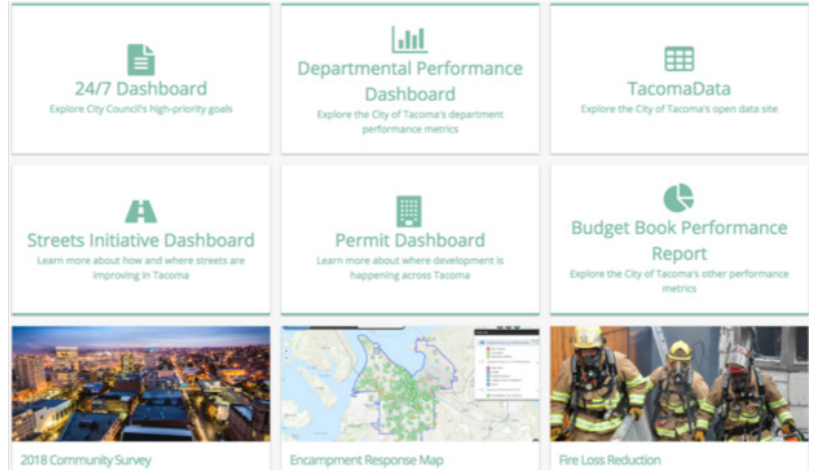 24/7 Dashboard
Explore City Council's high-priority goals
Departmental Performance
Dashboard
Explore the City of Tacoma's department
performance metrics
TacomaData
Explore the City of Tacoma's open data site
Streets Initiative Dashboard
Learn more about how and where streets are
improving in Tacoma
Permit Dashboard
Learn more about where development is
happening across Tacoma
Budget Book Performance
Report
Explore the City of Tacoma's other performance
metrics
2018 Community Survey
Encampment Response Map
Fire Loss Reduction